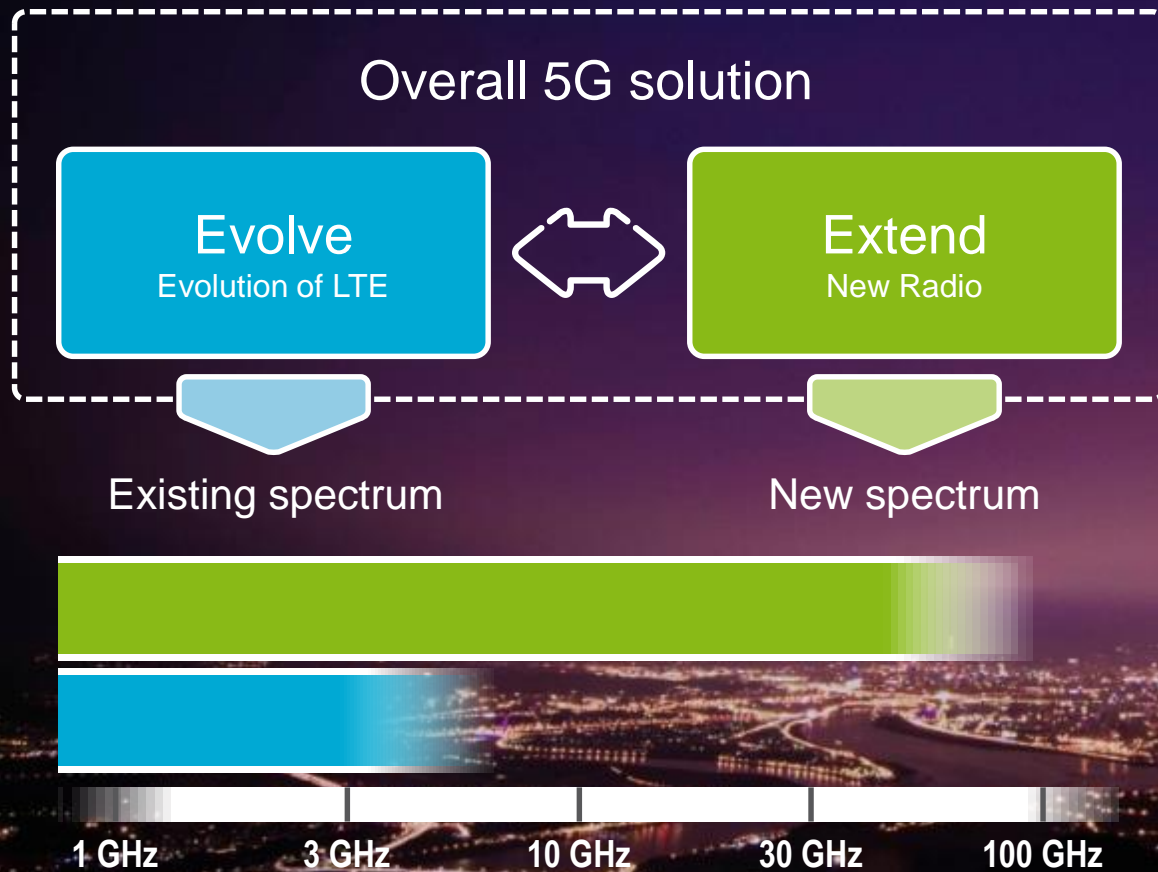 Overall 5G solution
Evolve
Evolution of LTE
Extend
New Radio
Existing spectrum
New spectrum
1 GHz
3 GHz
10 GHz
30 GHz
100 GHz